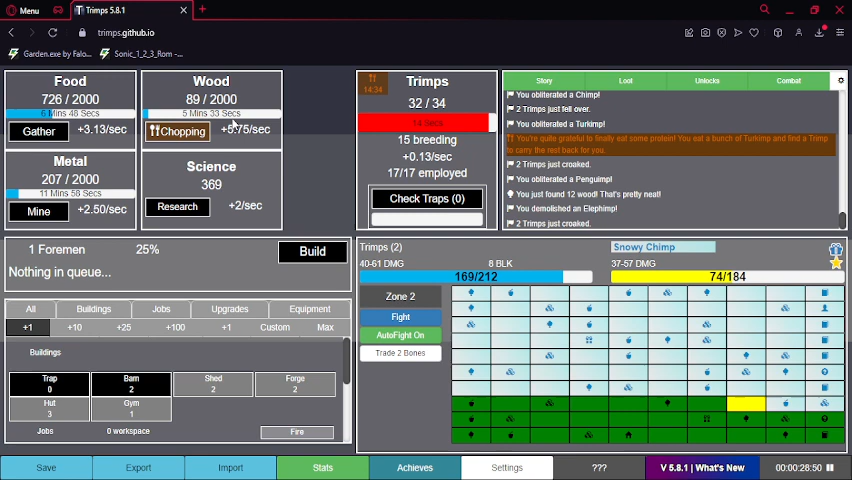 Menu
Trimps 5.8.1
trimps.github.io
Garden.exe by Falo...
Sonic_1_2_3_Rom -...
Food
726 / 2000
6 Mins 48 Secs
Gather
+3.13/sec
Wood
89 / 2000
5 Mins 33 Secs
Chopping
+5.75/sec
Metal
207 / 2000
11 Mins 58 Secs
Mine
+2.50/sec
Science
369
Research
+2/sec
14:34
Trimps
32 / 34
14 Secs
15 breeding
+0.13/sec
17/17 employed
Check Traps (0)
Story
Loot
Unlocks
Combat
You obliterated a Chimp!
2 Trimps just fell over.
You obliterated a Turkimp!
You're quite grateful to finally eat some protein! You eat a bunch of Turkimp and find a Trimp
to carry the rest back for you.
2 Trimps just croaked.
You obliterated a Penguimp!
You just found 12 wood! That's pretty neat!
You demolished an Elephimp!
2 Trimps just croaked.
1 Foremen
25%
Build
Nothing in queue...
All
Buildings
Jobs
Upgrades
Equipment
+1
+10
+25
+100
+1
Custom
Max
Buildings
Trap
0
Barn
2
Shed
2
Forge
2
Hut
3
Gym
1
Jobs
0 workspace
Fire
Trimps (2)
Snowy Chimp
40-61 DMG
8 BLK
37-57 DMG
169/212
74/184
Zone 2
Fight
AutoFight On
Trade 2 Bones
Save
Export
Import
Stats
Achieves
Settings
???
V 5.8.1 | What's New
00:00:26:50